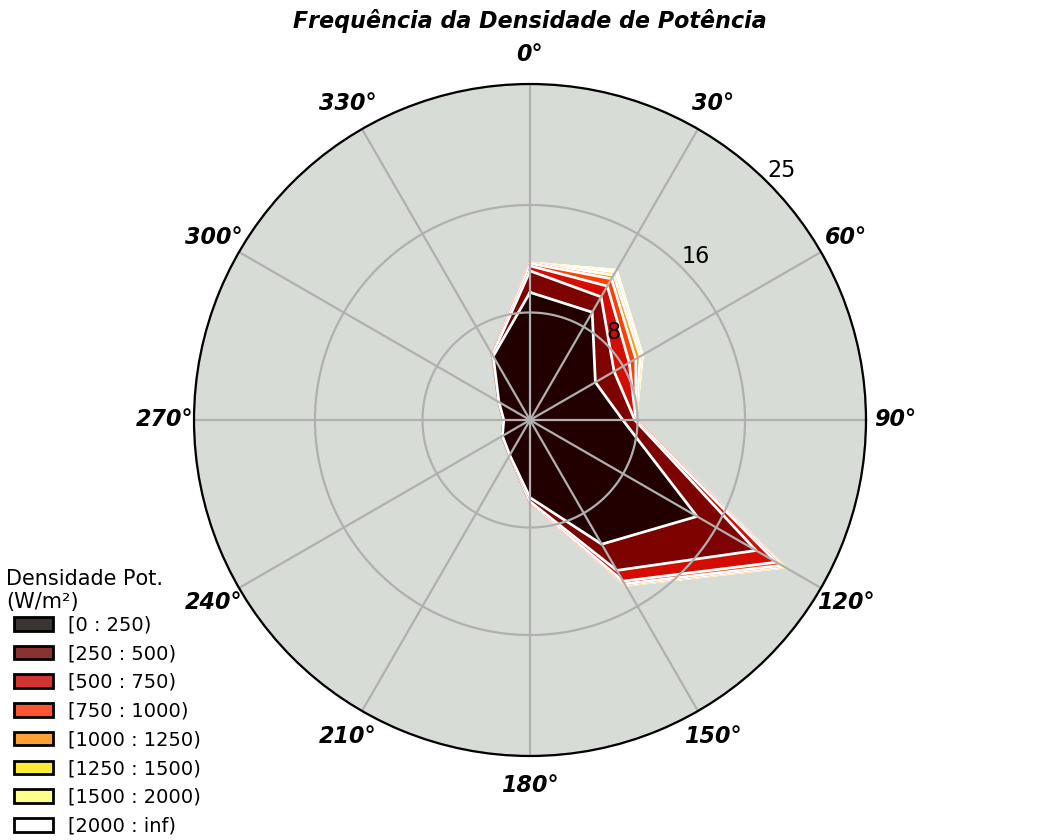 Frequência da Densidade de Potência
0°
330°
30°
25
300°
60°
16
8
270°
90°
240°
120°
210°
150°
180°
Densidade Pot.
(W/m²)
[0 : 250)
[250 : 500)
[500 : 750)
[750 : 1000)
[1000 : 1250)
[1250 : 1500)
[1500 : 2000)
[2000 : inf)